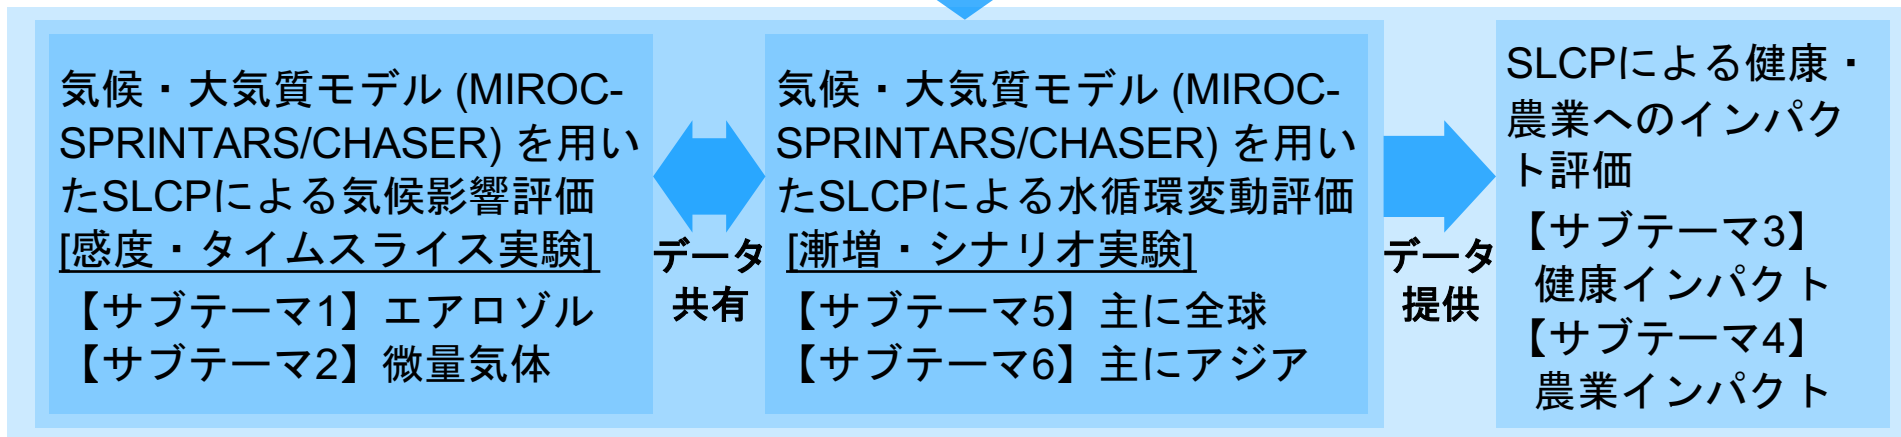 気候・大気質モデル (MIROC-
SPRINTARS/CHASER) を用い
たSLCPによる気候影響評価
[感度・タイムスライス実験]
【サブテーマ1】エアロゾル
【サブテーマ2】微量気体
データ
共有
気候・大気質モデル (MIROC-
SPRINTARS/CHASER) を用い
たSLCPによる水循環変動評価
[漸増・シナリオ実験]
【サブテーマ5】主に全球
【サブテーマ6】主にアジア
データ
提供
SLCPによる健康・
農業へのインパク
ト評価
【サブテーマ3】
健康インパクト
【サブテーマ4】
農業インパクト